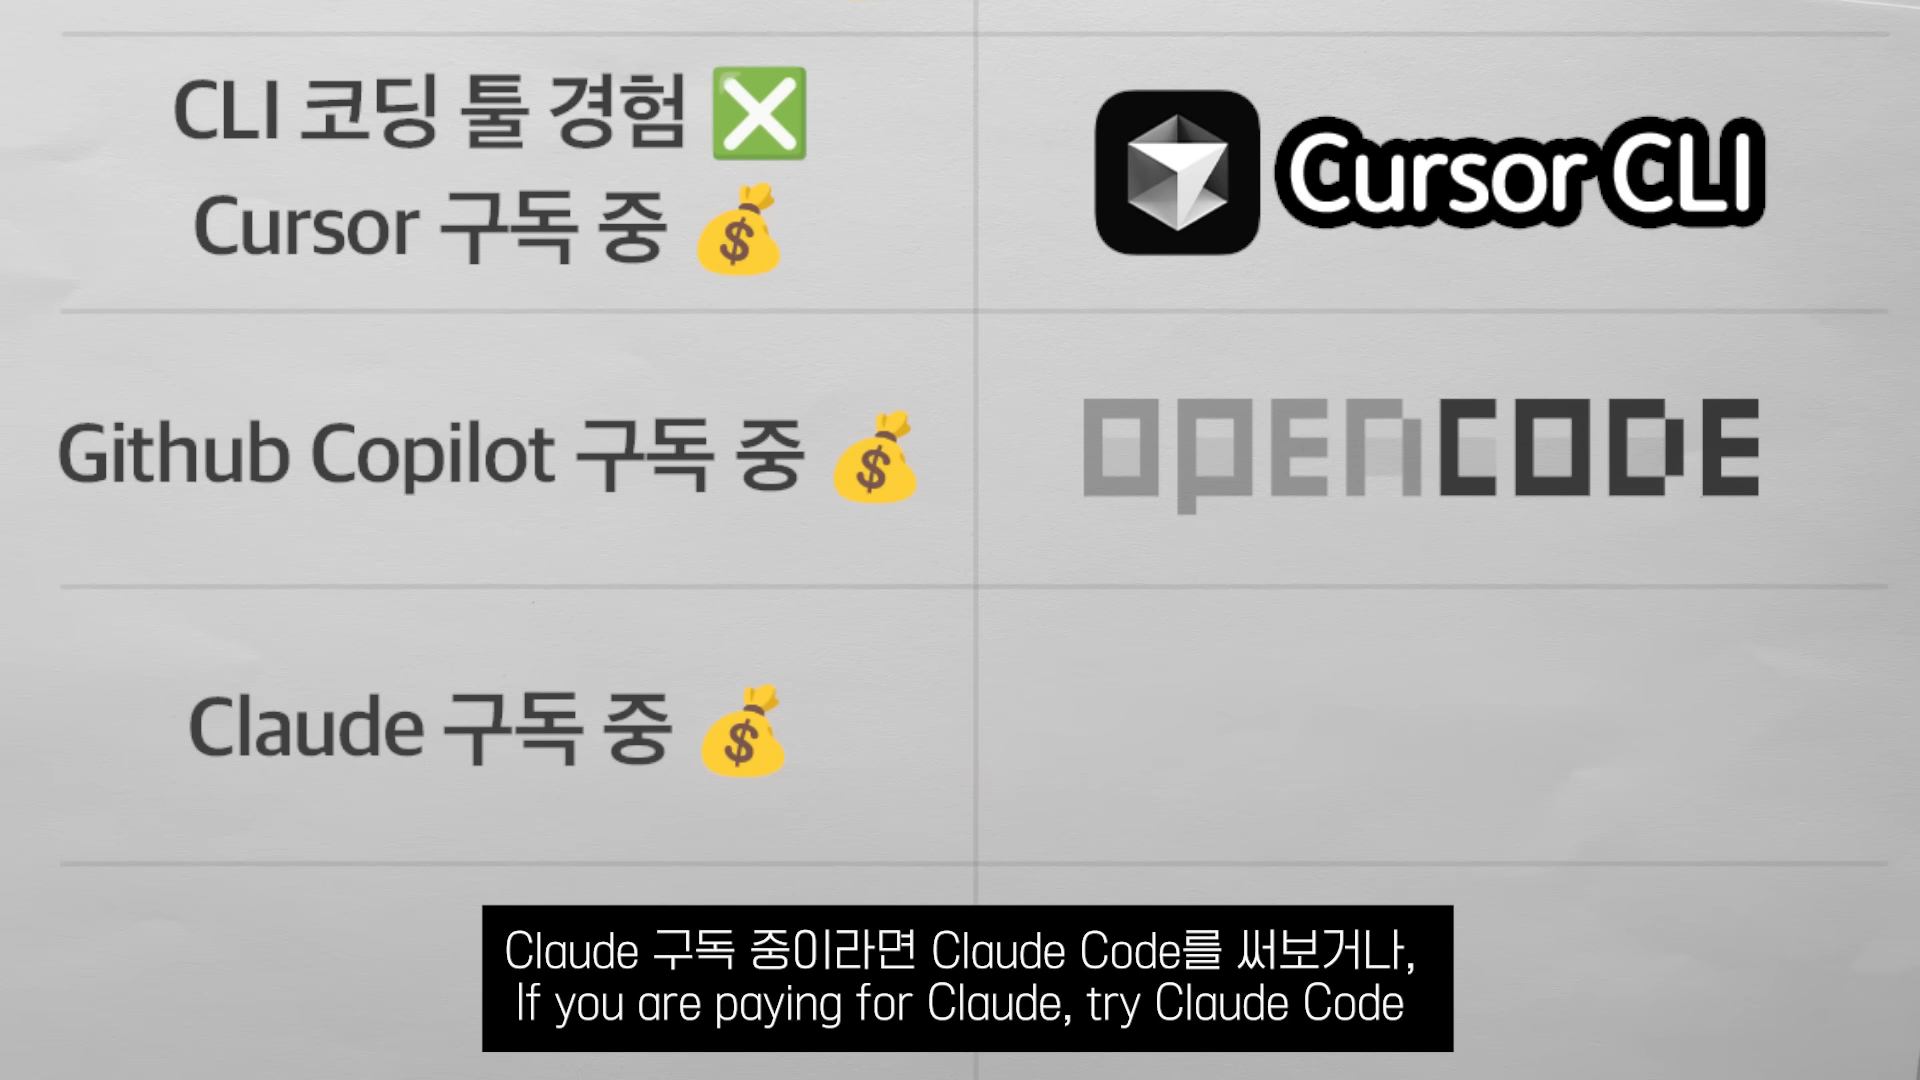 CLI 코딩 툴 경험 ❎
Cursor 구독 중 💰
Cursor CLI
Github Copilot 구독 중 💰
opencode
Claude 구독 중 💰
Claude 구독 중이라면 Claude Code를 써보거나,
If you are paying for Claude, try Claude Code